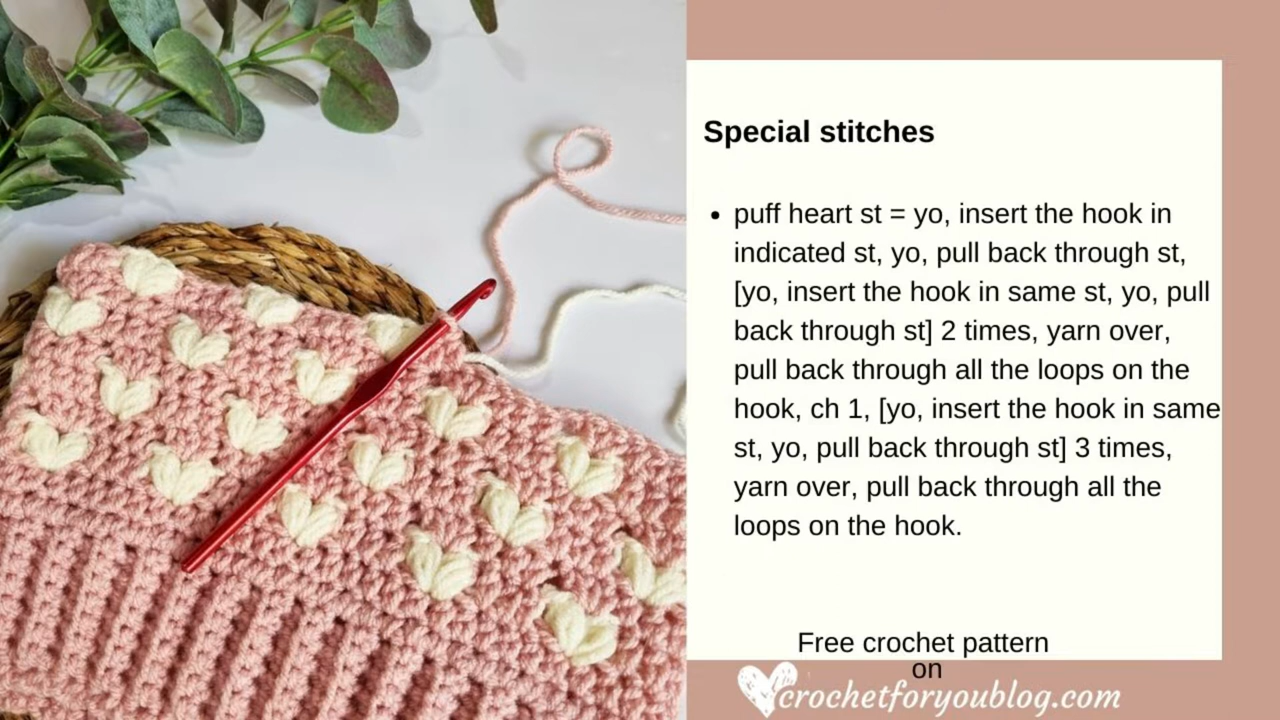 Special stitches
• puff heart st = yo, insert the hook in
indicated st, yo, pull back through st,
[yo, insert the hook in same st, yo, pull
back through st] 2 times, yarn over,
pull back through all the loops on the
hook, ch 1, [yo, insert the hook in same
st, yo, pull back through st] 3 times,
yarn over, pull back through all the
loops on the hook.
Free crochet pattern
on
crochetforyoublog.com